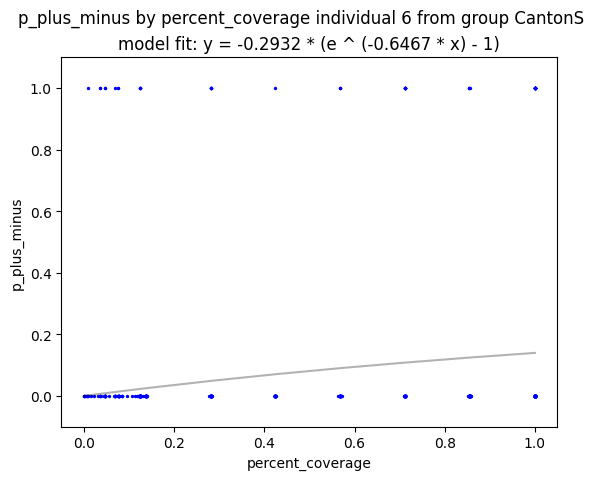 p_plus_minus by percent_coverage individual 6 from group CantonS
model fit: y = -0.2932 * (e ^ (-0.6467 * x) - 1)
1.0
0.8
0.6
0.4
0.2
0.0
p_plus_minus
0.0 0.2 0.4 0.6 0.8 1.0
percent_coverage